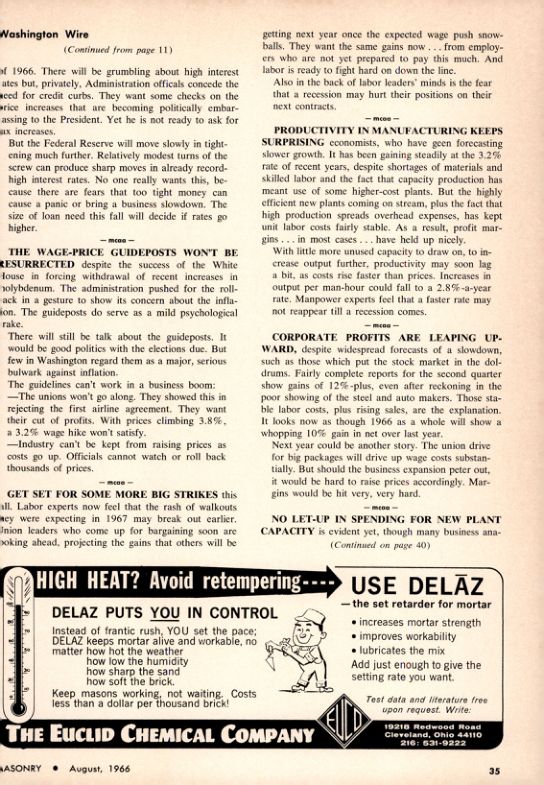 Washington Wire
(Continued from page 11)
of 1966. There will be grumbling about high interest
rates but, privately, Administration officals concede the
need for credit curbs. They want some checks on the
price increases that are becoming politically embar-
assing to the President. Yet he is not ready to ask for
tax increases.
But the Federal Reserve will move slowly in tight-
ening much further. Relatively modest turns of the
screw can produce sharp moves in already record-
high interest rates. No one really wants this, be-
cause there are fears that too tight money can
cause a panic or bring a business slowdown. The
size of loan need this fall will decide if rates go
higher.
— mcaa —
THE WAGE-PRICE GUIDEPOSTS WON'T BE
RESURRECTED despite the success of the White
House in forcing withdrawal of recent increases in
molybdenum. The administration pushed for the roll-
back in a gesture to show its concern about the infla-
tion. The guideposts do serve as a mild psychological
brake.
There will still be talk about the guideposts. It
would be good politics with the elections due. But
few in Washington regard them as a major, serious
bulwark against inflation.
The guidelines can't work in a business boom:
—The unions won't go along. They showed this in
rejecting the first airline agreement. They want
their cut of profits. With prices climbing 3.8%,
a 3.2% wage hike won't satisfy.
—Industry can't be kept from raising prices as
costs go up. Officials cannot watch or roll back
thousands of prices.
— mcaa —
GET SET FOR SOME MORE BIG STRIKES this
fall. Labor experts now feel that the rash of walkouts
they were expecting in 1967 may break out earlier.
Union leaders who come up for bargaining soon are
looking ahead, projecting the gains that others will be
getting next year once the expected wage push snow-
balls. They want the same gains now . . . from employ-
ers who are not yet prepared to pay this much. And
labor is ready to fight hard on down the line.
Also in the back of labor leaders' minds is the fear
that a recession may hurt their positions on their
next contracts.
— mcaa —
PRODUCTIVITY IN MANUFACTURING KEEPS
SURPRISING economists, who have geen forecasting
slower growth. It has been gaining steadily at the 3.2%
rate of recent years, despite shortages of materials and
skilled labor and the fact that capacity production has
meant use of some higher-cost plants. But the highly
efficient new plants coming on stream, plus the fact that
high production spreads overhead expenses, has kept
unit labor costs fairly stable. As a result, profit mar-
gins . . . in most cases . . . have held up nicely.
With little more unused capacity to draw on, to in-
crease output further, productivity may soon lag
a bit, as costs rise faster than prices. Increases in
output per man-hour could fall to a 2.8%-a-year
rate. Manpower experts feel that a faster rate may
not reappear till a recession comes.
— mcaa —
CORPORATE PROFITS ARE LEAPING UP-
WARD, despite widespread forecasts of a slowdown,
such as those which put the stock market in the dol-
drums. Fairly complete reports for the second quarter
show gains of 12%-plus, even after reckoning in the
poor showing of the steel and auto makers. Those sta-
ble labor costs, plus rising sales, are the explanation.
It looks now as though 1966 as a whole will show a
whopping 10% gain in net over last year.
Next year could be another story. The union drive
for big packages will drive up wage costs substan-
tially. But should the business expansion peter out,
it would be hard to raise prices accordingly. Mar-
gins would be hit very, very hard.
— mcaa —
NO LET-UP IN SPENDING FOR NEW PLANT
CAPACITY is evident yet, though many business ana-
(Continued on page 40)
HIGH HEAT? Avoid retempering----
DELAZ PUTS YOU IN CONTROL
Instead of frantic rush, YOU set the pace;
DELAZ keeps mortar alive and workable, no
matter how hot the weather
how low the humidity
how sharp the sand
how soft the brick.
Keep masons working, not waiting. Costs
less than a dollar per thousand brick!
USE DELĀZ
—the set retarder for mortar
• increases mortar strength
• improves workability
• lubricates the mix
Add just enough to give the
setting rate you want.
Test data and literature free
upon request. Write:
THE EUCLID CHEMICAL COMPANY
EUCO
19218 Redwood Road
Cleveland, Ohio 44110
216: 531-9222
MASONRY • August, 1966
35